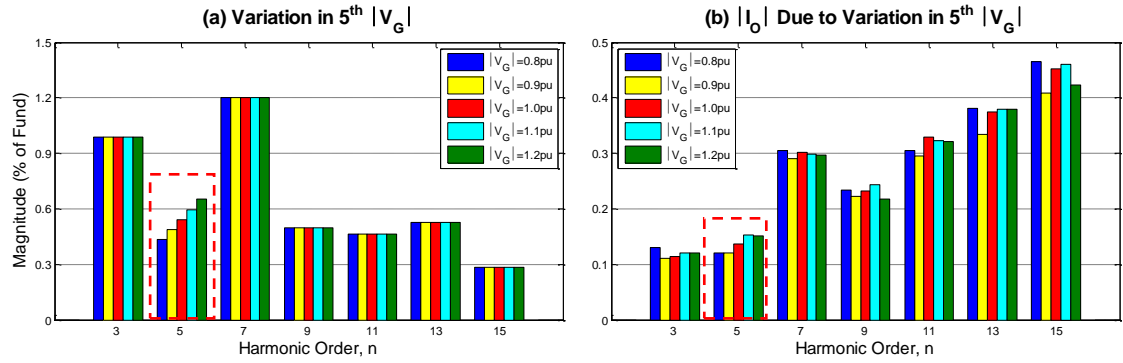 (a) Variation in 5th |VG|
Magnitude (% of Fund)
1.5
1.2
0.9
0.6
0.3
0
3 5 7 9 11 13 15
Harmonic Order, n
|VG|=0.8pu
|VG|=0.9pu
|VG|=1.0pu
|VG|=1.1pu
|VG|=1.2pu
(b) |IO| Due to Variation in 5th |VG|
0.5
0.4
0.3
0.2
0.1
0
3 5 7 9 11 13 15
Harmonic Order, n
|VG|=0.8pu
|VG|=0.9pu
|VG|=1.0pu
|VG|=1.1pu
|VG|=1.2pu